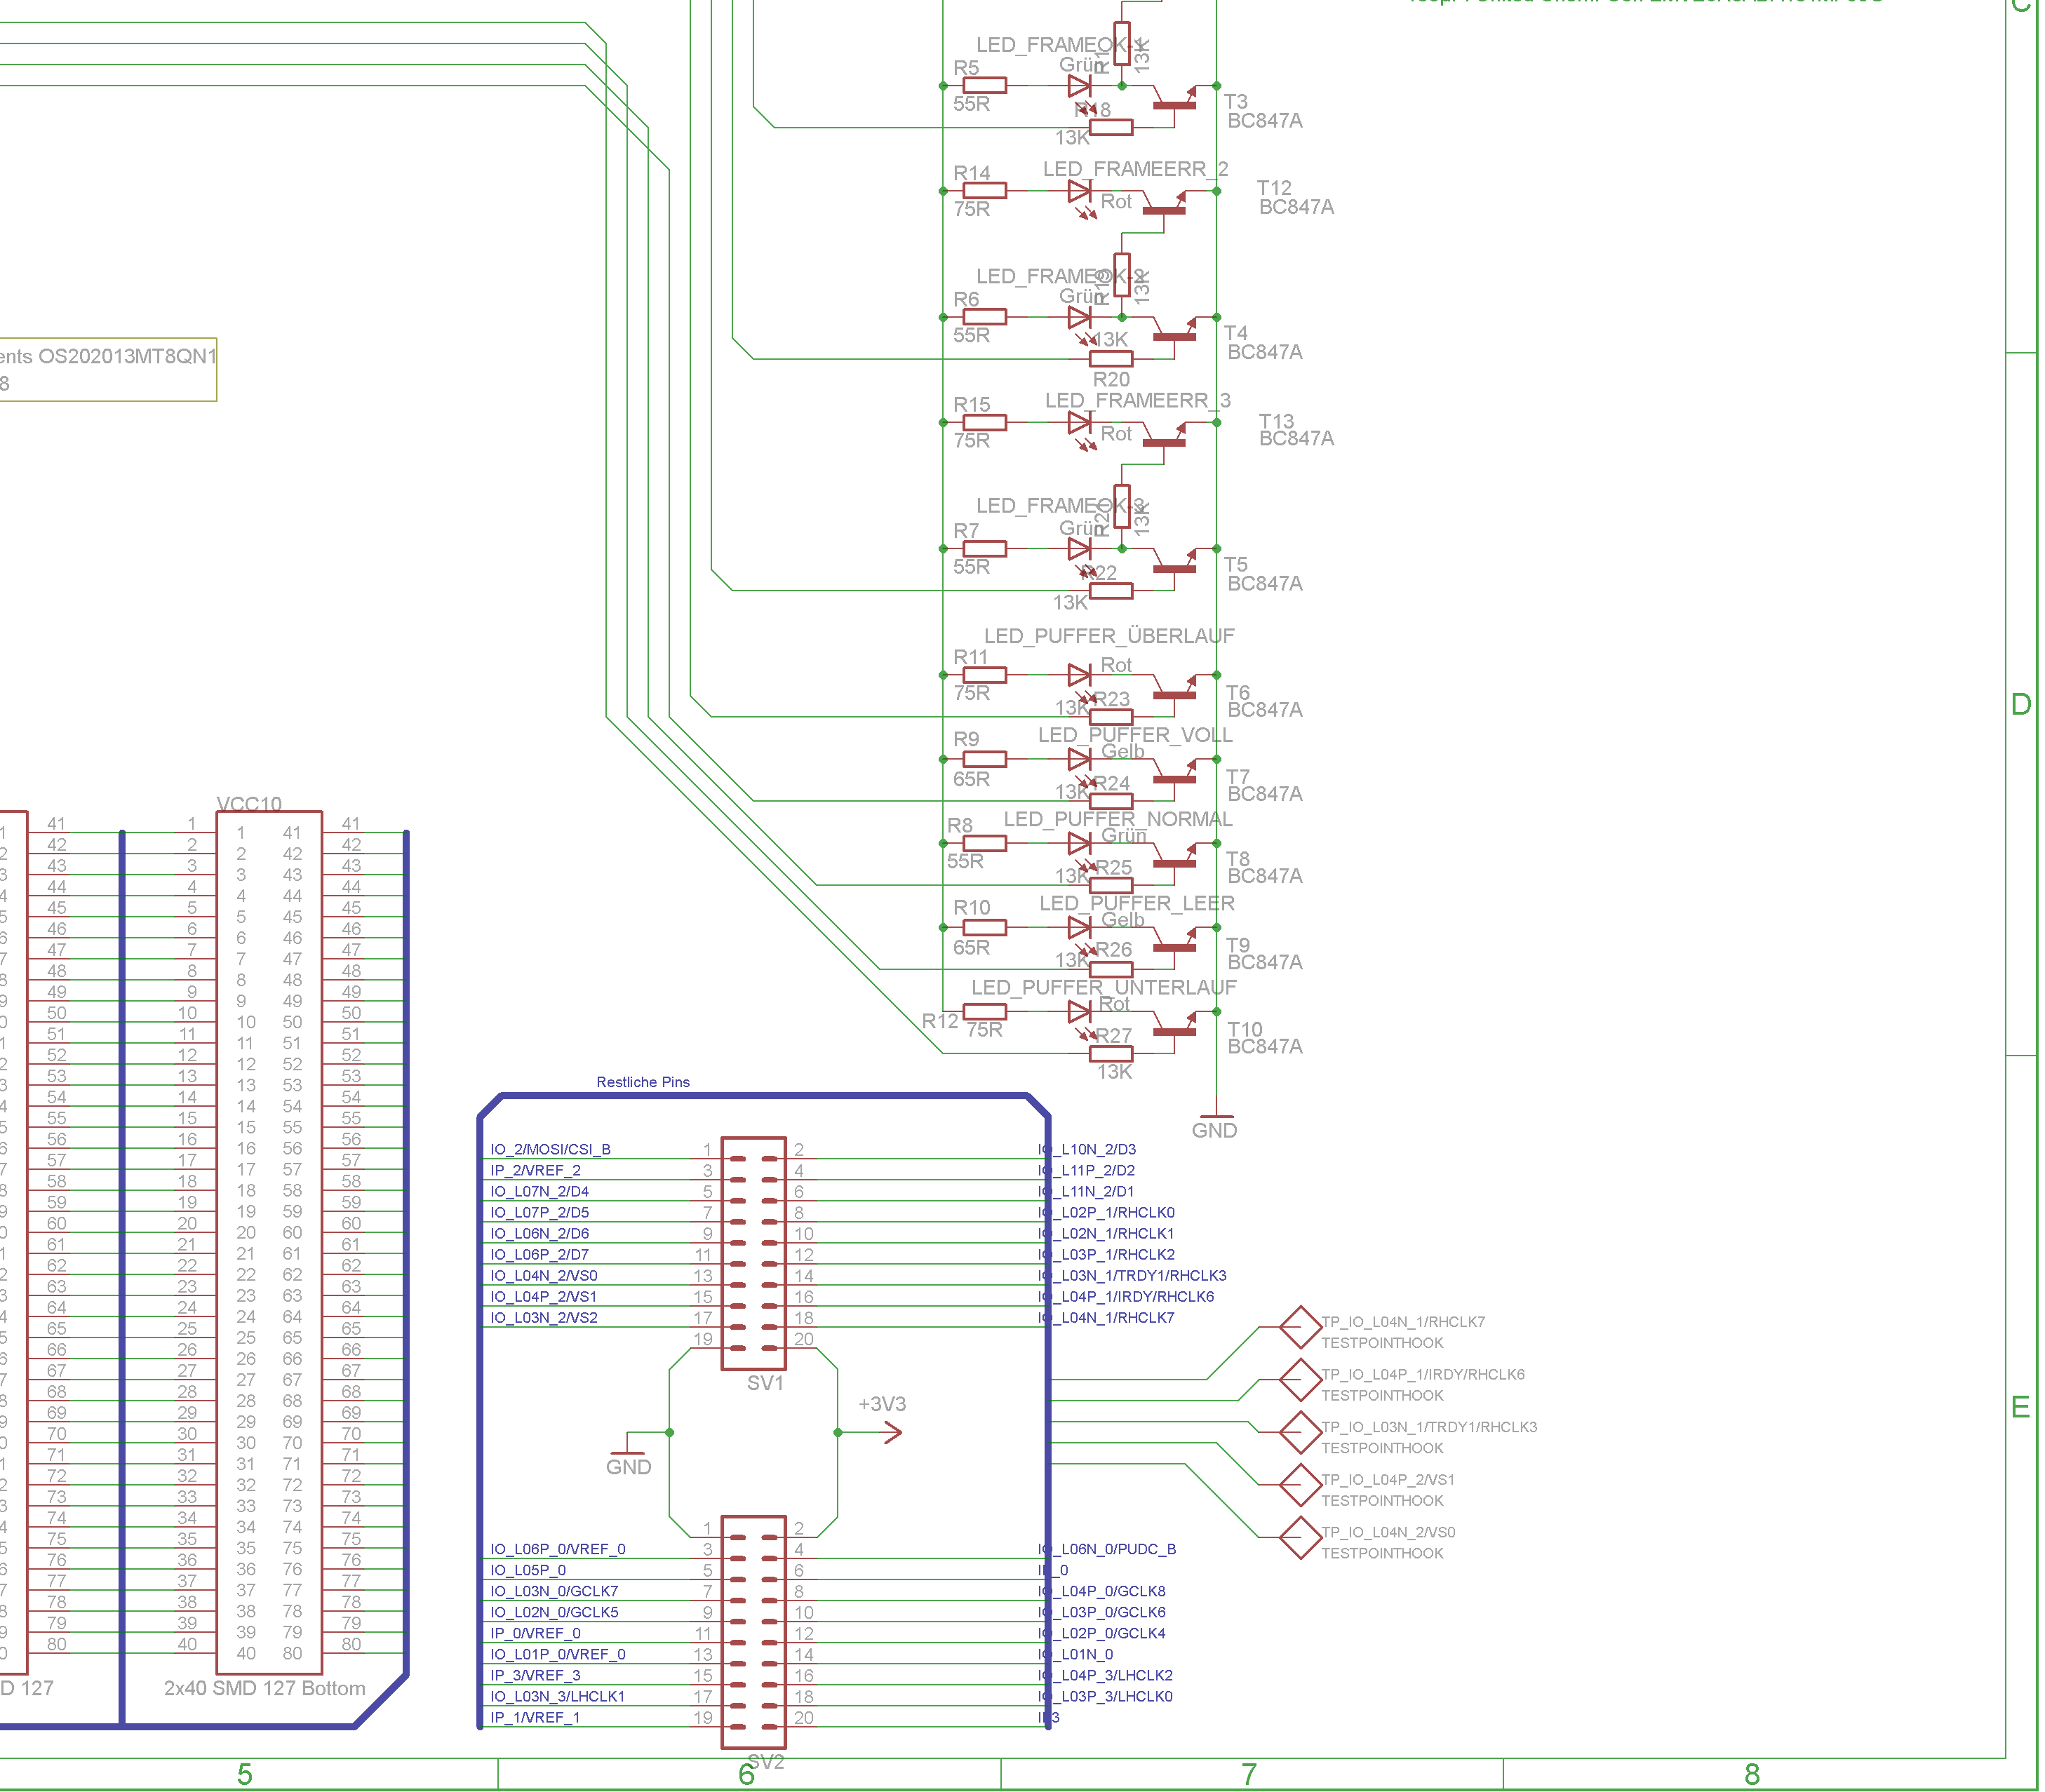 C
LED_FRAMEOK_1
Grün
R5
55R
13K
R18
13K
T3
BC847A
LED_FRAMEERR_2
R14
75R
Rot
T12
BC847A
LED_FRAMEOK_2
Grün
R6
55R
R19
13K
13K
R20
T4
BC847A
ents OS202013MT8QN1
8
LED_FRAMEERR_3
R15
75R
Rot
T13
BC847A
LED_FRAMEOK_3
Grün
R7
55R
R21
13K
R22
13K
T5
BC847A
LED_PUFFER_ÜBERLAUF
R11
75R
Rot
R23
13K
T6
BC847A
D
LED_PUFFER_VOLL
R9
65R
Gelb
R24
13K
T7
BC847A
LED_PUFFER_NORMAL
R8
55R
Grün
R25
13K
T8
BC847A
LED_PUFFER_LEER
R10
65R
Gelb
R26
13K
T9
BC847A
LED_PUFFER_UNTERLAUF
R12
75R
Rot
R27
13K
T10
BC847A
GND
VCC10
41 1 1 41 41
42 2 2 42 42
43 3 3 43 43
44 4 4 44 44
45 5 5 45 45
46 6 6 46 46
47 7 7 47 47
48 8 8 48 48
49 9 9 49 49
50 10 10 50 50
51 11 11 51 51
52 12 12 52 52
53 13 13 53 53
54 14 14 54 54
55 15 15 55 55
56 16 16 56 56
57 17 17 57 57
58 18 18 58 58
59 19 19 59 59
60 20 20 60 60
61 21 21 61 61
62 22 22 62 62
63 23 23 63 63
64 24 24 64 64
65 25 25 65 65
66 26 26 66 66
67 27 27 67 67
68 28 28 68 68
69 29 29 69 69
70 30 30 70 70
71 31 31 71 71
72 32 32 72 72
73 33 33 73 73
74 34 34 74 74
75 35 35 75 75
76 36 36 76 76
77 37 37 77 77
78 38 38 78 78
79 39 39 79 79
80 40 40 80 80
D 127
2x40 SMD 127 Bottom
Restliche Pins
IO_2/MOSI/CSI_B 1 2 IO_L10N_2/D3
IP_2/VREF_2 3 4 IO_L11P_2/D2
IO_L07N_2/D4 5 6 IO_L11N_2/D1
IO_L07P_2/D5 7 8 IO_L02P_1/RHCLK0
IO_L06N_2/D6 9 10 IO_L02N_1/RHCLK1
IO_L06P_2/D7 11 12 IO_L03P_1/RHCLK2
IO_L04N_2/VS0 13 14 IO_L03N_1/TRDY1/RHCLK3
IO_L04P_2/VS1 15 16 IO_L04P_1/IRDY/RHCLK6
IO_L03N_2/VS2 17 18 IO_L04N_1/RHCLK7
19 20
SV1
+3V3
GND
TP_IO_L04N_1/RHCLK7
TESTPOINTHOOK
TP_IO_L04P_1/IRDY/RHCLK6
TESTPOINTHOOK
TP_IO_L03N_1/TRDY1/RHCLK3
TESTPOINTHOOK
TP_IO_L04P_2/VS1
TESTPOINTHOOK
TP_IO_L04N_2/VS0
TESTPOINTHOOK
E
1 2
IO_L06P_0/VREF_0 3 4 IO_L06N_0/PUDC_B
IO_L05P_0 5 6 IP_0
IO_L03N_0/GCLK7 7 8 IO_L04P_0/GCLK8
IO_L02N_0/GCLK5 9 10 IO_L03P_0/GCLK6
IP_0/VREF_0 11 12 IO_L02P_0/GCLK4
IO_L01P_0/VREF_0 13 14 IO_L01N_0
IP_3/VREF_3 15 16 IO_L04P_3/LHCLK2
IO_L03N_3/LHCLK1 17 18 IO_L03P_3/LHCLK0
IP_1/VREF_1 19 20
SV2
5 6 7 8